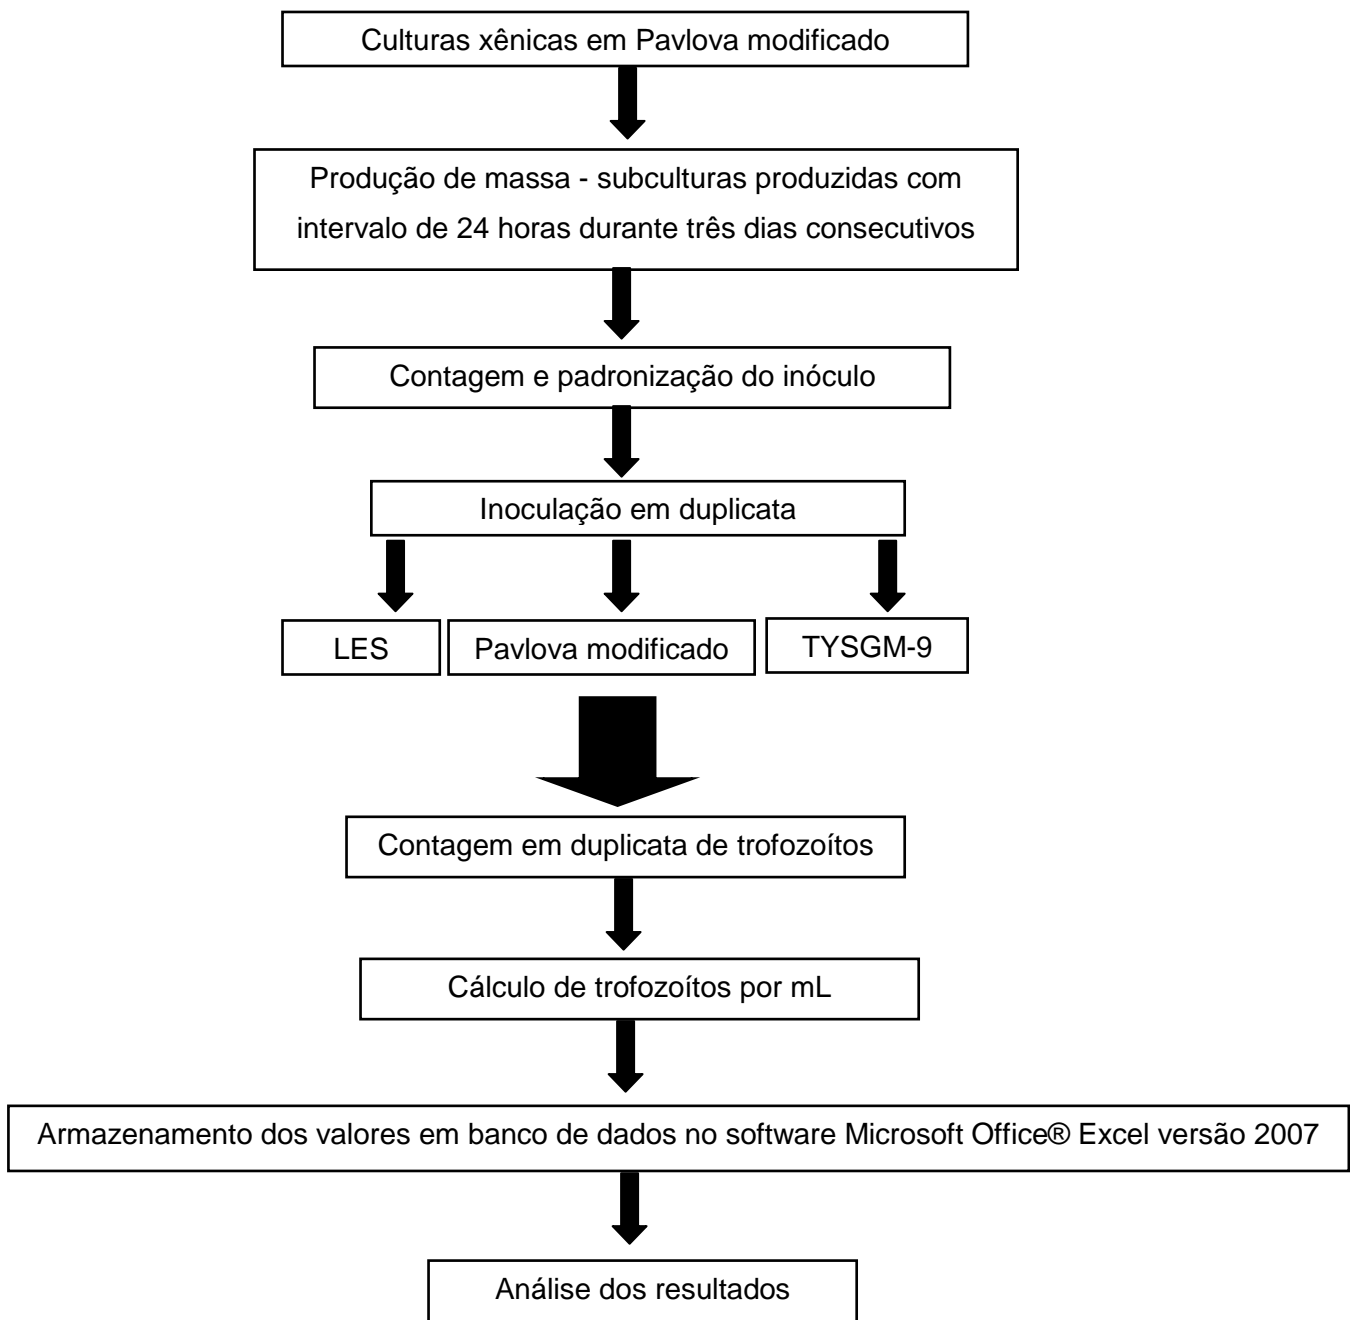 Culturas xênicas em Pavlova modificado
Produção de massa - subculturas produzidas com
intervalo de 24 horas durante três dias consecutivos
Contagem e padronização do inóculo
Inoculação em duplicata
LES
Pavlova modificado
TYSGM-9
Contagem em duplicata de trofozoítos
Cálculo de trofozoítos por mL
Armazenamento dos valores em banco de dados no software Microsoft Office® Excel versão 2007
Análise dos resultados